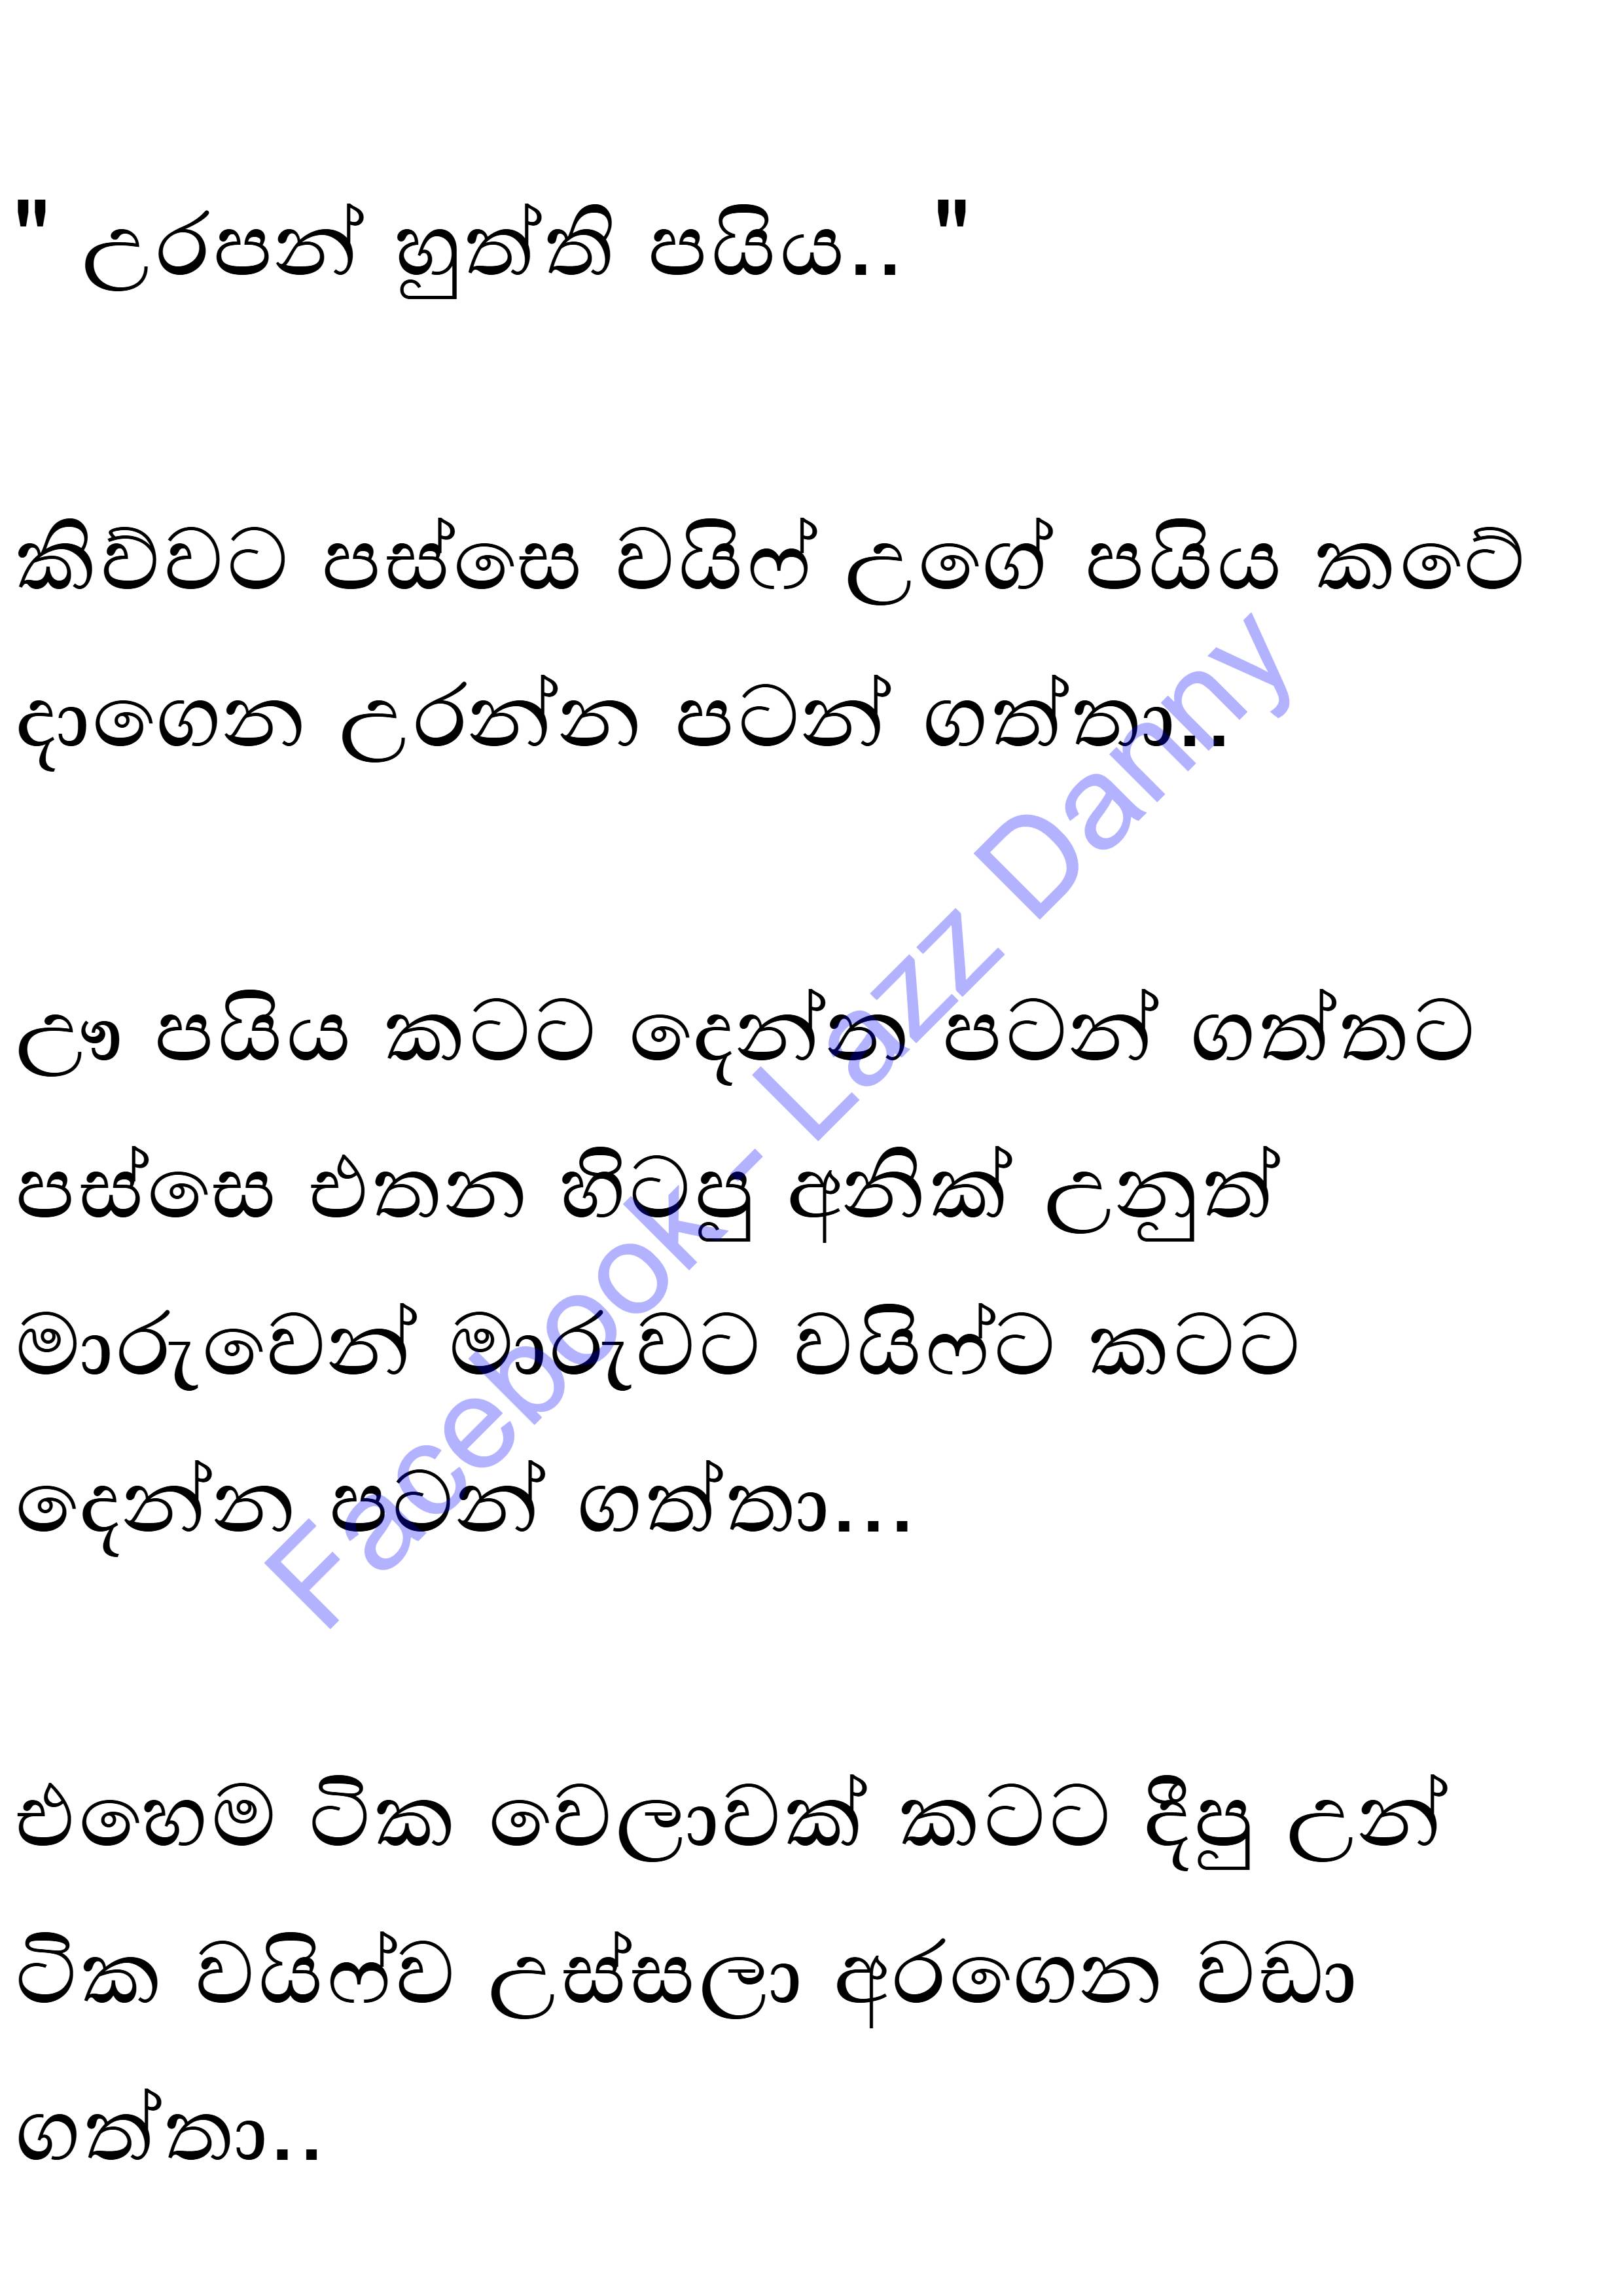 " උරපන් හුත්ති පයිය.. "
කිව්වට පස්සෙ වයිෆ් උගේ පයිය කටේ
දාගෙන උරන්න පටන් ගත්තා..
ඌ පයිය කටට දෙන්න පටන් ගත්තට
පස්සෙ එතන හිටපු අනික් උනුත්
මාරුවෙන් මාරුවට වයිෆ්ට කටට
දෙන්න පටන් ගත්තා...
එහෙම ටික වෙලාවක් කටට දීපු උන්
ටික වයිෆ්ව උස්සලා අරගෙන වඩා
ගත්තා..
Facebook - Lazz Danny